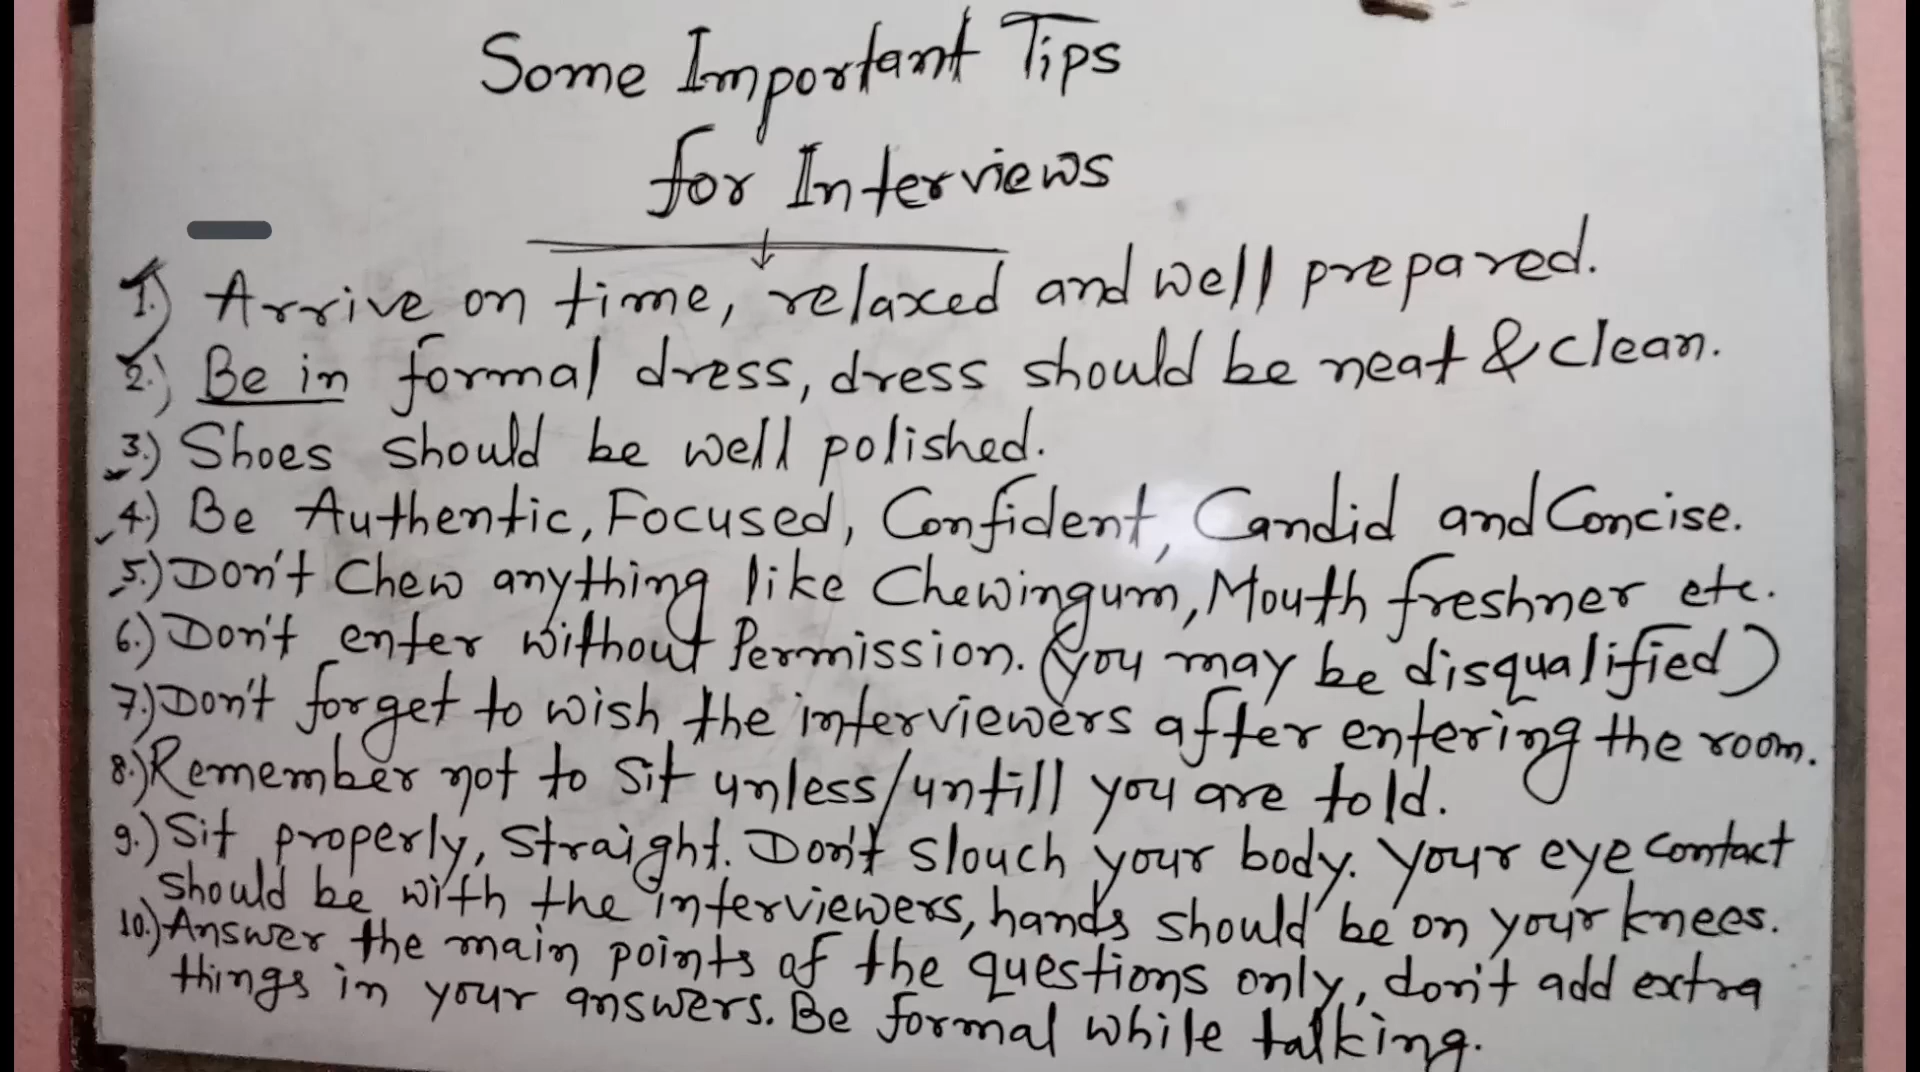 Some Important Tips
for Interviews
1.) Arrive on time, relaxed and well prepared.
2.) Be in formal dress, dress should be neat & clean.
3.) Shoes should be well polished.
4.) Be Authentic, Focused, Confident, Candid and Concise.
5.) Don't Chew anything like Chewingum, Mouth freshner etc.
6.) Don't enter without Permission. (you may be disqualified)
7.) Don't forget to wish the interviewers after entering the room.
8.) Remember not to sit unless/untill you are told.
9.) Sit properly, straight. Don't slouch your body. Your eye contact
should be with the interviewers, hands should be on your knees.
10.) Answer the main points of the questions only, don't add extra
things in your answers. Be formal while talking.